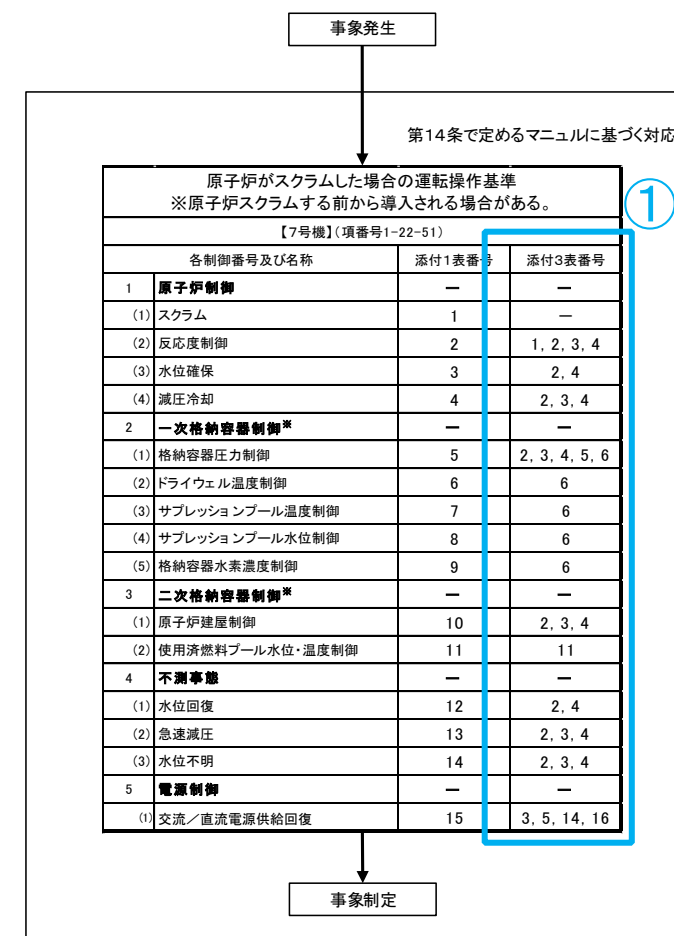 事象発生
第14条で定めるマニュルに基づく対応
原子炉がスクラムした場合の運転操作基準
※原子炉スクラムする前から導入される場合がある。
①
【7号機】(項番号1-22-51)
各制御番号及び名称 添付1表番号 添付3表番号
1 原子炉制御 － －
(1) スクラム 1 －
(2) 反応度制御 2 1, 2, 3, 4
(3) 水位確保 3 2, 4
(4) 減圧冷却 4 2, 3, 4
2 一次格納容器制御※ － －
(1) 格納容器圧力制御 5 2, 3, 4, 5, 6
(2) ドライウェル温度制御 6 6
(3) サプレッションプール温度制御 7 6
(4) サプレッションプール水位制御 8 6
(5) 格納容器水素濃度制御 9 6
3 二次格納容器制御※ － －
(1) 原子炉建屋制御 10 2, 3, 4
(2) 使用済燃料プール水位・温度制御 11 11
4 不測事態 － －
(1) 水位回復 12 2, 4
(2) 急速減圧 13 2, 3, 4
(3) 水位不明 14 2, 3, 4
5 電源制御 － －
(1) 交流／直流電源供給回復 15 3, 5, 14, 16
事象制定